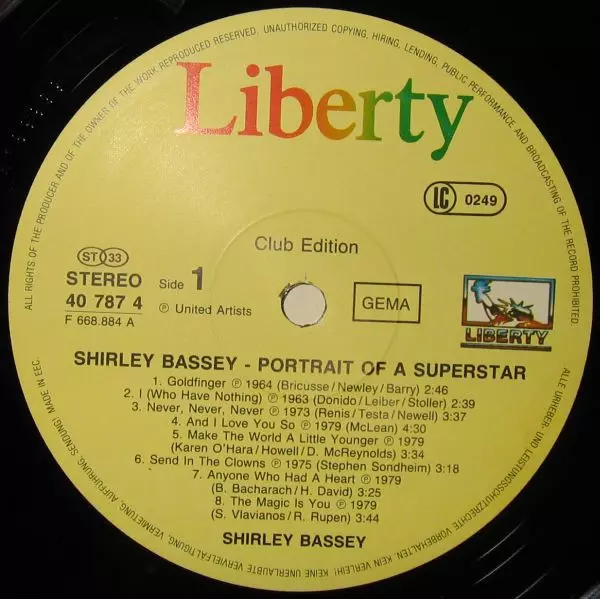 ALL RIGHTS OF THE PRODUCER AND OF THE OWNER OF THE WORK REPRODUCED RESERVED, UNAUTHORIZED COPYING, HIRING, LENDING, PUBLIC PERFORMANCE AND BROADCASTING OF THE RECORD PROHIBITED.
Liberty
LC 0249
Club Edition
ST 33
STEREO
40 787 4
F 668.884 A
Side 1
℗ United Artists
GEMA
LIBERTY
SHIRLEY BASSEY - PORTRAIT OF A SUPERSTAR
1. Goldfinger ℗ 1964 (Bricusse/Newley/Barry) 2:46
2. I (Who Have Nothing) ℗ 1963 (Donido/Leiber/Stoller) 2:39
3. Never, Never, Never ℗ 1973 (Renis/Testa/Newell) 3:37
4. And I Love You So ℗ 1979 (McLean) 4:30
5. Make The World A Little Younger ℗ 1979
(Karen O'Hara/Howell/D. McReynolds) 3:34
6. Send In The Clowns ℗ 1975 (Stephen Sondheim) 3:18
7. Anyone Who Had A Heart ℗ 1979
(B. Bacharach/H. David) 3:25
8. The Magic Is You ℗ 1979
(S. Vlavianos/R. Rupen) 3:44
SHIRLEY BASSEY
ALLE URHEBER- UND LEISTUNGSSCHUTZRECHTE VORBEHALTEN. KEIN VERLEIH! KEINE UNERLAUBTE VERVIELFÄLTIGUNG, VERMIETUNG, AUFFÜHRUNG, SENDUNG! MADE IN EEC.